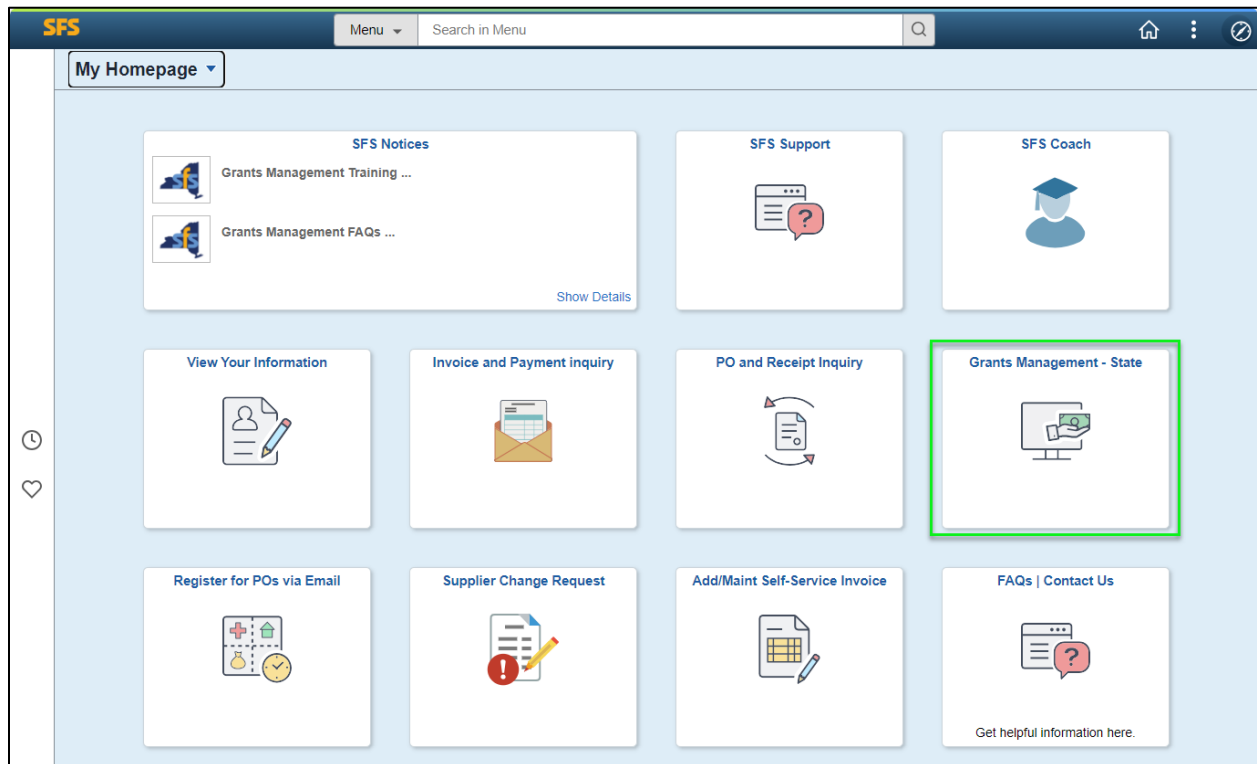 SFS
Menu
Search in Menu
My Homepage
SFS Notices
sfs
Grants Management Training ...
sfs
Grants Management FAQs ...
Show Details
SFS Support
?
SFS Coach
View Your Information
Invoice and Payment inquiry
PO and Receipt Inquiry
Grants Management - State
Register for POs via Email
Supplier Change Request
!
Add/Maint Self-Service Invoice
FAQs | Contact Us
?
Get helpful information here.